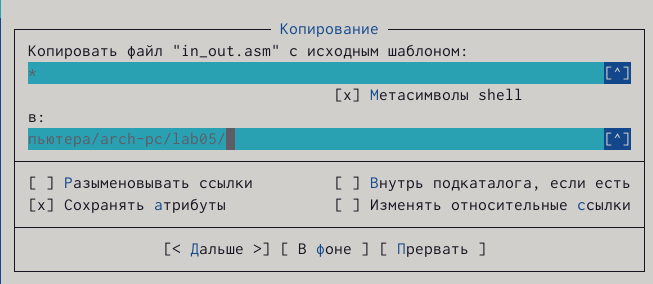 Копирование
Копировать файл "in_out.asm" с исходным шаблоном:
* [^]
[x] Метасимволы shell
в:
пьютера/arch-pc/lab05/ [^]
[ ] Разыменовывать ссылки [ ] Внутрь подкаталога, если есть
[x] Сохранять атрибуты [ ] Изменять относительные ссылки
[< Дальше >] [ В фоне ] [ Прервать ]